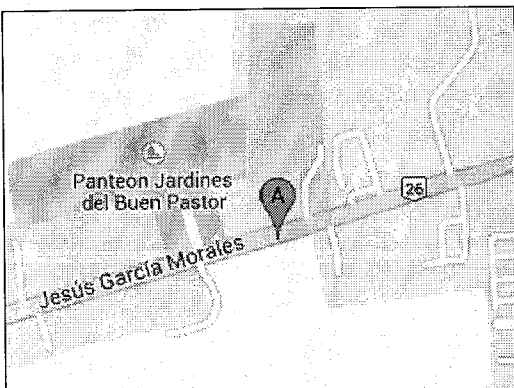 Panteon Jardines
del Buen Pastor
A
26
Jesús García Morales